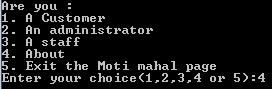 Are you :
1. A Customer
2. An administrator
3. A staff
4. About
5. Exit the Moti mahal page
Enter your choice(1,2,3,4 or 5):4